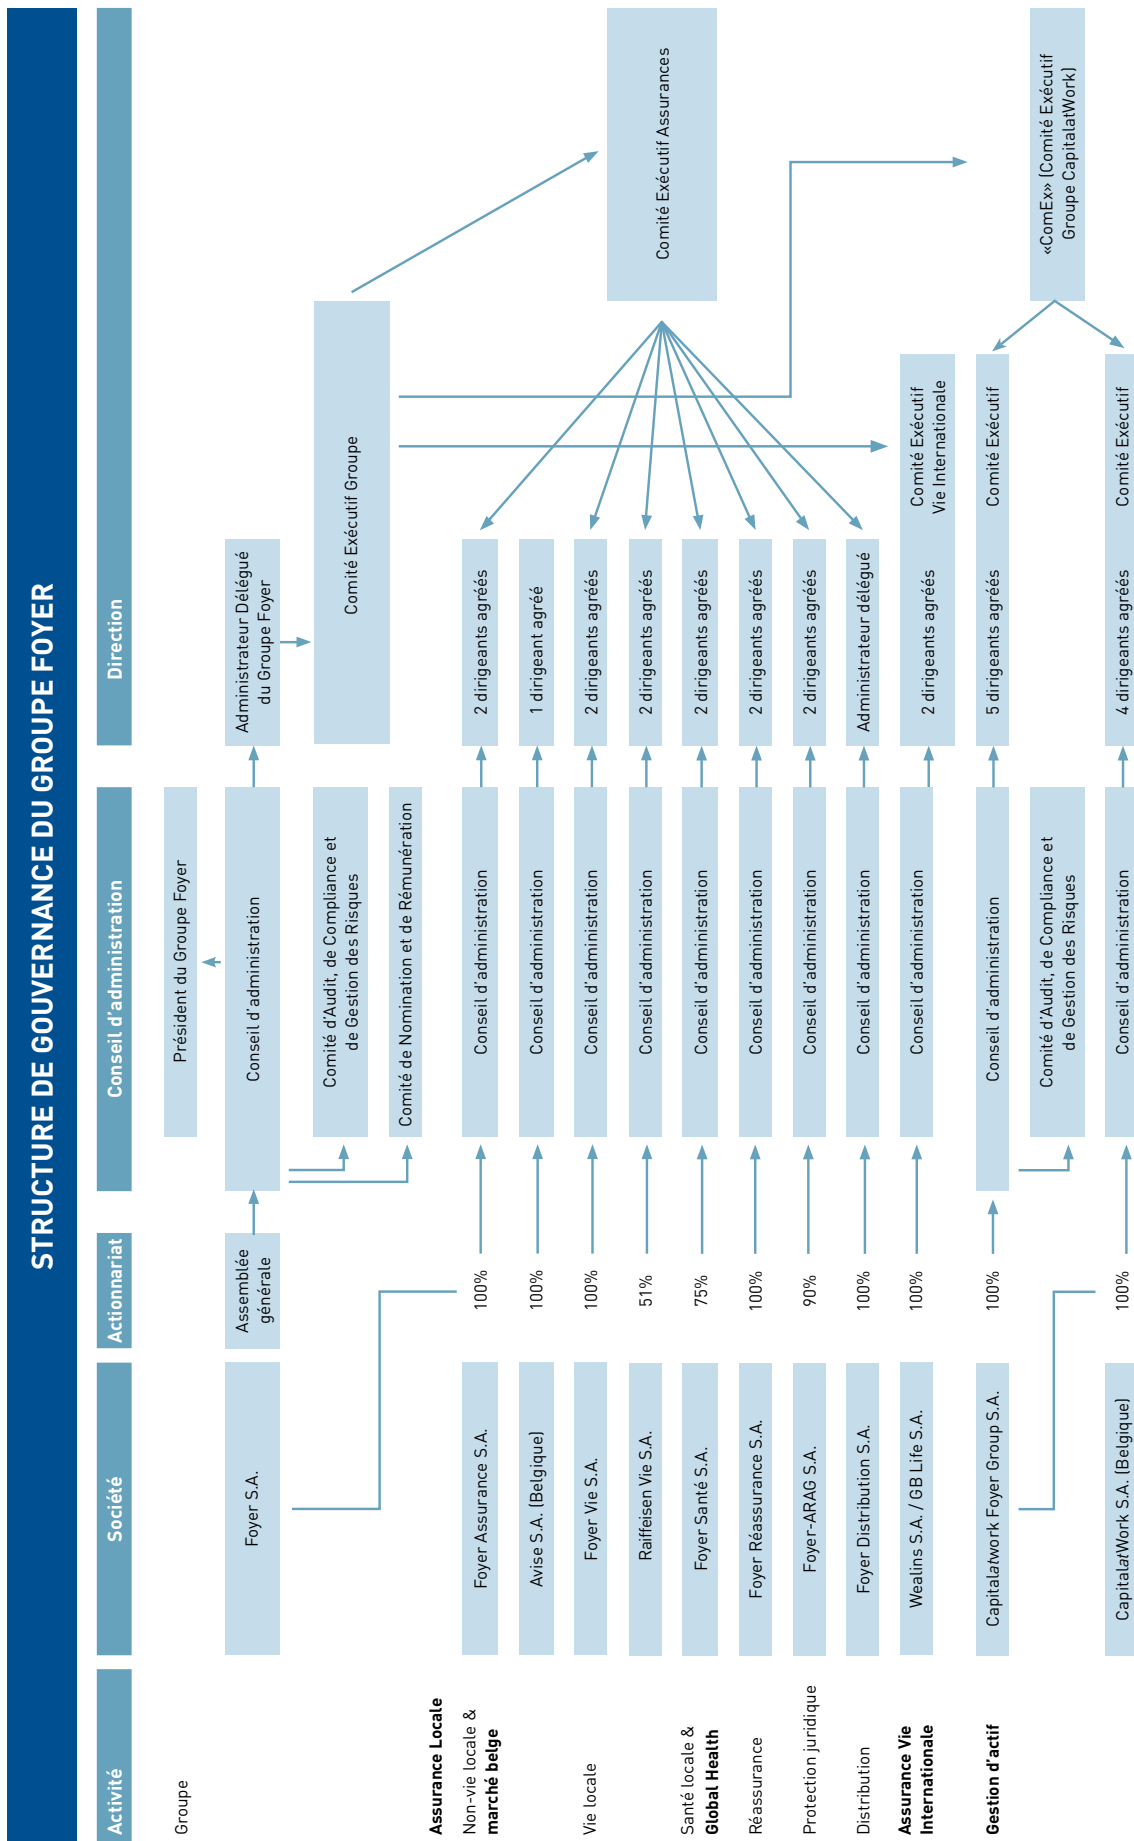 STRUCTURE DE GOUVERNANCE DU GROUPE FOYER
Activité
Société
Actionnariat
Conseil d'administration
Direction
Groupe
Président du Groupe Foyer
Foyer S.A.
Assemblée
générale
Conseil d'administration
Administrateur Délégué
du Groupe Foyer
Comité d'Audit, de Compliance et
de Gestion des Risques
Comité Exécutif Groupe
Comité de Nomination et de Rémunération
Assurance Locale
Non-vie locale &
marché belge
Foyer Assurance S.A.
100%
Conseil d'administration
2 dirigeants agréés
Avise S.A. (Belgique)
100%
Conseil d'administration
1 dirigeant agréé
Vie locale
Foyer Vie S.A.
100%
Conseil d'administration
2 dirigeants agréés
Raiffeisen Vie S.A.
51%
Conseil d'administration
2 dirigeants agréés
Comité Exécutif Assurances
Santé locale &
Global Health
Foyer Santé S.A.
75%
Conseil d'administration
2 dirigeants agréés
Réassurance
Foyer Réassurance S.A.
100%
Conseil d'administration
2 dirigeants agréés
Protection juridique
Foyer-ARAG S.A.
90%
Conseil d'administration
2 dirigeants agréés
Distribution
Foyer Distribution S.A.
100%
Conseil d'administration
Administrateur délégué
Assurance Vie
Internationale
Wealins S.A. / GB Life S.A.
100%
Conseil d'administration
2 dirigeants agréés
Comité Exécutif
Vie Internationale
Gestion d'actif
Capitalatwork Foyer Group S.A.
100%
Conseil d'administration
5 dirigeants agréés
Comité Exécutif
Comité d'Audit, de Compliance et
de Gestion des Risques
«ComEx» (Comité Exécutif
Groupe CapitalatWork)
CapitalatWork S.A. (Belgique)
100%
Conseil d'administration
4 dirigeants agréés
Comité Exécutif